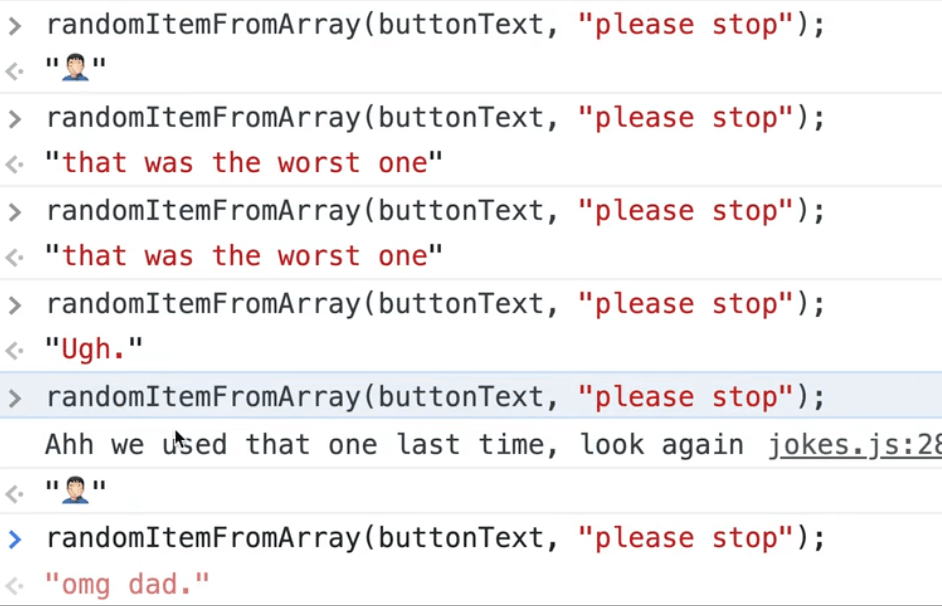 > randomItemFromArray(buttonText, "please stop");
"🤦🏻‍♂️"
> randomItemFromArray(buttonText, "please stop");
"that was the worst one"
> randomItemFromArray(buttonText, "please stop");
"that was the worst one"
> randomItemFromArray(buttonText, "please stop");
"Ugh."
> randomItemFromArray(buttonText, "please stop");
Ahh we used that one last time, look again jokes.js:28
"🤦🏻‍♂️"
> randomItemFromArray(buttonText, "please stop");
"omg dad."